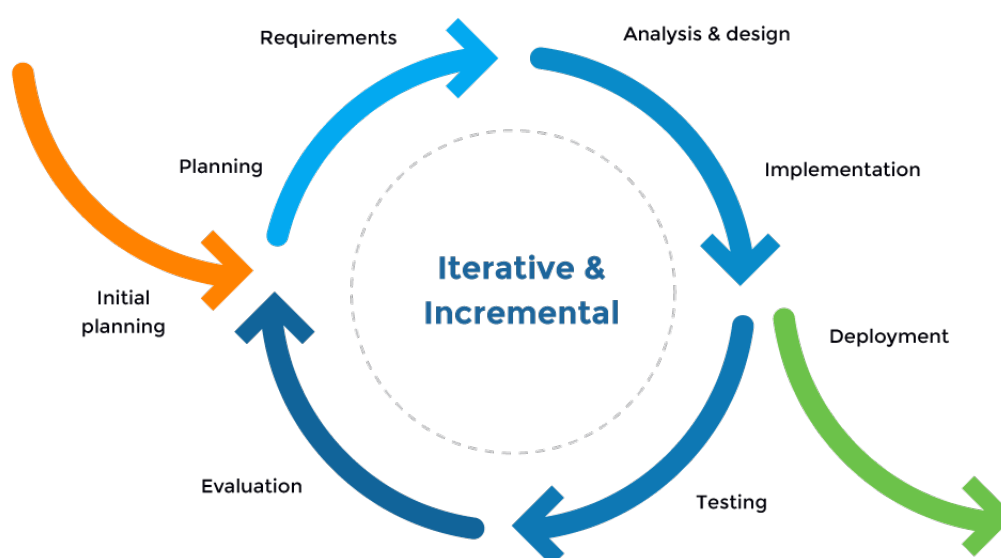 Requirements
Analysis & design
Planning
Implementation
Iterative &
Incremental
Initial
planning
Deployment
Evaluation
Testing